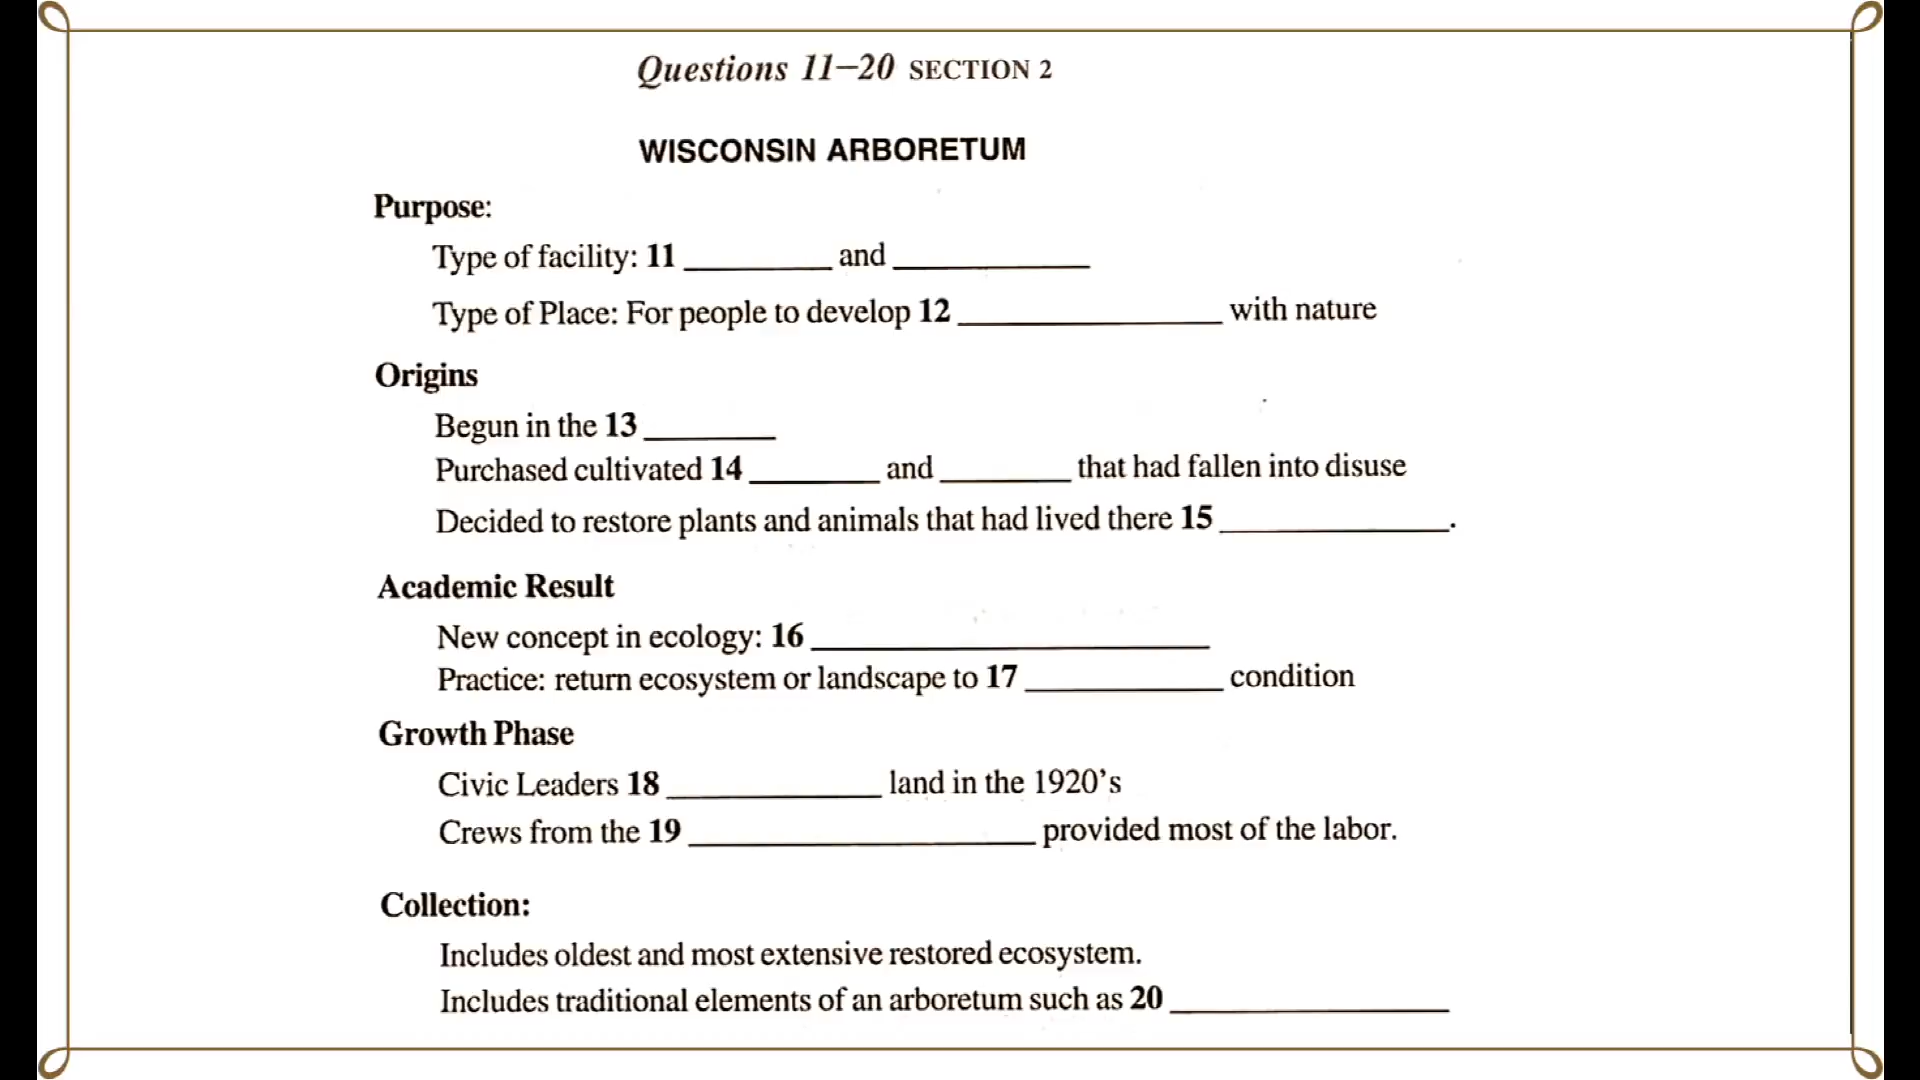 Questions 11–20 SECTION 2
WISCONSIN ARBORETUM
Purpose:
Type of facility: 11 __________ and __________
Type of Place: For people to develop 12 __________ with nature
Origins
Begun in the 13 __________
Purchased cultivated 14 __________ and __________ that had fallen into disuse
Decided to restore plants and animals that had lived there 15 __________.
Academic Result
New concept in ecology: 16 __________
Practice: return ecosystem or landscape to 17 __________ condition
Growth Phase
Civic Leaders 18 __________ land in the 1920's
Crews from the 19 __________ provided most of the labor.
Collection:
Includes oldest and most extensive restored ecosystem.
Includes traditional elements of an arboretum such as 20 __________